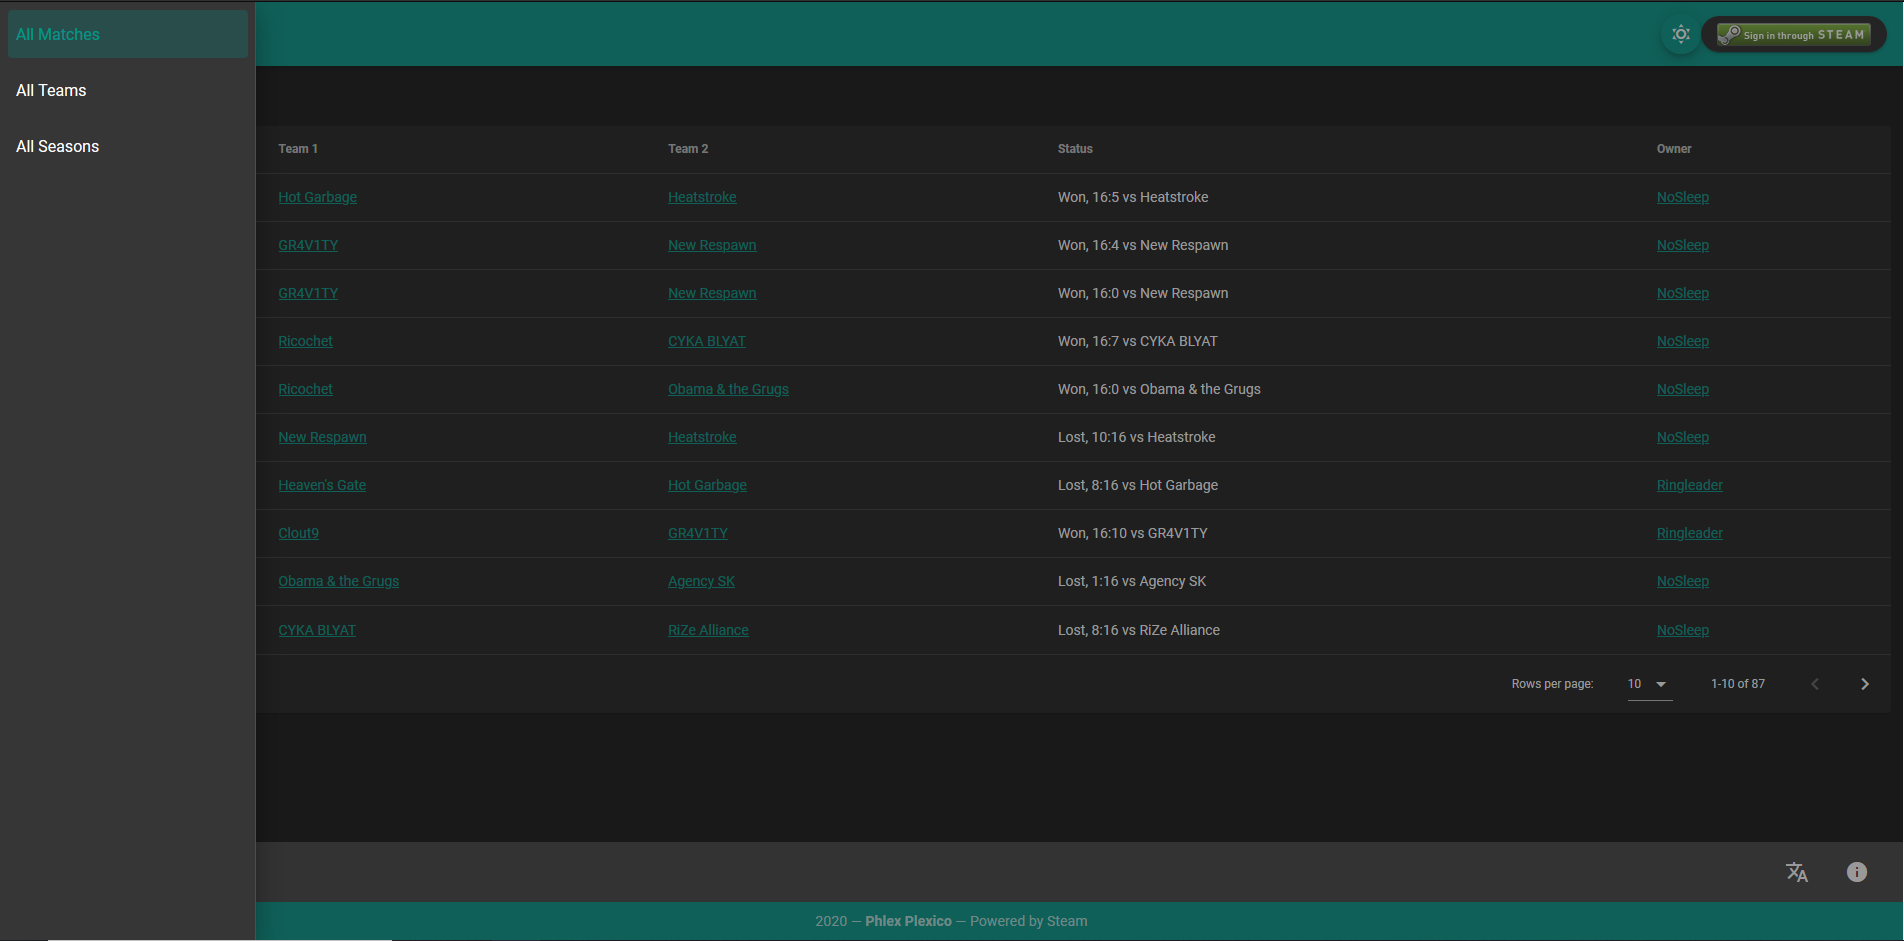 All Matches
All Teams
All Seasons
Sign in through STEAM
Team 1 Team 2 Status Owner
Hot Garbage Heatstroke Won, 16:5 vs Heatstroke NoSleep
GR4V1TY New Respawn Won, 16:4 vs New Respawn NoSleep
GR4V1TY New Respawn Won, 16:0 vs New Respawn NoSleep
Ricochet CYKA BLYAT Won, 16:7 vs CYKA BLYAT NoSleep
Ricochet Obama & the Grugs Won, 16:0 vs Obama & the Grugs NoSleep
New Respawn Heatstroke Lost, 10:16 vs Heatstroke NoSleep
Heaven's Gate Hot Garbage Lost, 8:16 vs Hot Garbage Ringleader
Clout9 GR4V1TY Won, 16:10 vs GR4V1TY Ringleader
Obama & the Grugs Agency SK Lost, 1:16 vs Agency SK NoSleep
CYKA BLYAT RiZe Alliance Lost, 8:16 vs RiZe Alliance NoSleep
Rows per page: 10 1-10 of 87
2020 — Phlex Plexico — Powered by Steam